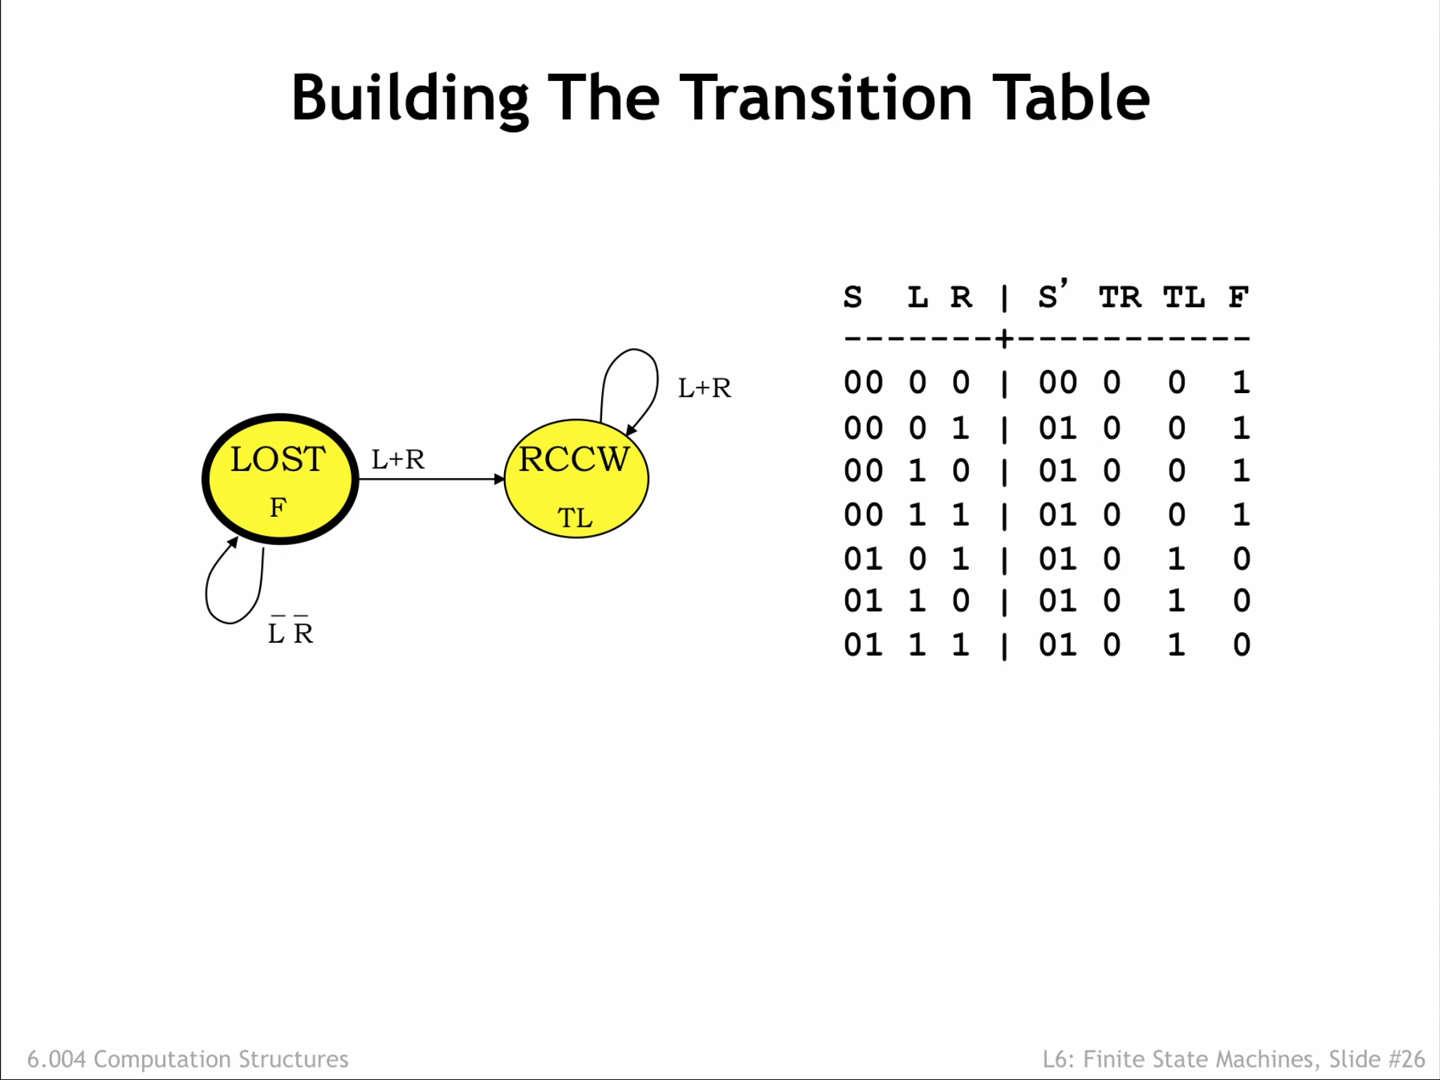 Building The Transition Table
S L R | S' TR TL F
-------+-----------
00 0 0 | 00 0 0 1
00 0 1 | 01 0 0 1
00 1 0 | 01 0 0 1
00 1 1 | 01 0 0 1
01 0 1 | 01 0 1 0
01 1 0 | 01 0 1 0
01 1 1 | 01 0 1 0
L+R
LOST
F
L+R
RCCW
TL
L̅ R̅
6.004 Computation Structures
L6: Finite State Machines, Slide #26